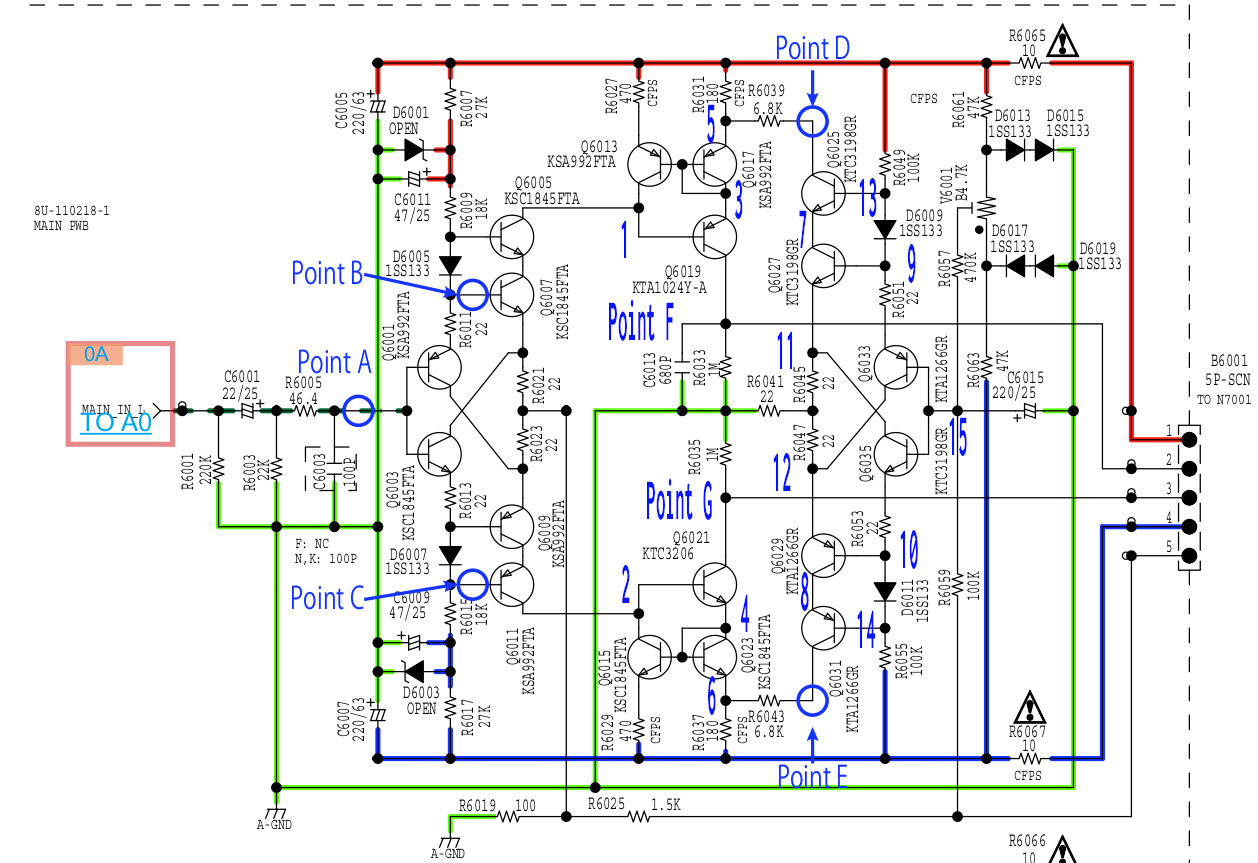 Point D
R6065
10
CFPS
R6027
470
CFPS
R6031
180
CFPS
R6039
6.8K
CFPS
R6061
47K
C6005
220/63
D6001
OPEN
R6007
27K
5
D6013
1SS133
D6015
1SS133
Q6013
KSA992FTA
Q6017
KSA992FTA
Q6025
KTC3198GR
R6049
100K
V6001
B4.7K
8U-110218-1
MAIN PWB
C6011
47/25
R6009
18K
Q6005
KSC1845FTA
3
13
D6009
1SS133
D6017
1SS133
D6019
1SS133
1
7
9
D6005
1SS133
Point B
Q6019
KTA1024Y-A
Q6027
KTC3198GR
R6051
22
R6057
470K
Q6007
KSC1845FTA
Q6001
KSA992FTA
R6011
22
Point F
0A
MAIN IN L
TO A0
Point A
C6001
22/25
R6005
46.4
C6013
680P
R6033
1M
11
R6045
22
Q6033
KTA1266GR
R6063
47K
C6015
220/25
B6001
5P-SCN
TO N7001
R6021
22
R6041
22
1
R6001
220K
R6003
22K
C6003
100P
R6023
22
R6035
1M
R6047
22
Q6035
KTC3198GR
15
2
Q6003
KSC1845FTA
R6013
22
12
Point G
3
F: NC
N,K: 100P
4
D6007
1SS133
Q6009
KSA992FTA
Q6021
KTC3206
Q6029
KTA1266GR
R6053
22
10
5
Point C
C6009
47/25
R6015
18K
2
8
D6011
1SS133
R6059
100K
4
14
Q6011
KSA992FTA
Q6015
KSC1845FTA
Q6023
KSC1845FTA
Q6031
KTA1266GR
R6055
100K
D6003
OPEN
6
C6007
220/63
R6017
27K
R6029
470
CFPS
R6037
180
CFPS
R6043
6.8K
R6067
10
CFPS
Point E
A-GND
R6019
100
R6025
1.5K
A-GND
R6066
10